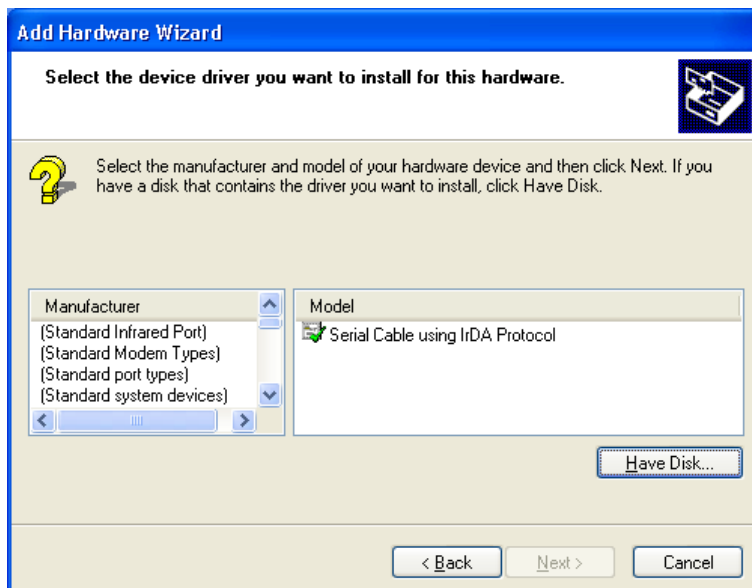 Add Hardware Wizard
Select the device driver you want to install for this hardware.
Select the manufacturer and model of your hardware device and then click Next. If you
have a disk that contains the driver you want to install, click Have Disk.
Manufacturer
(Standard Infrared Port)
(Standard Modem Types)
(Standard port types)
(Standard system devices)
Model
Serial Cable using IrDA Protocol
Have Disk...
< Back
Next >
Cancel